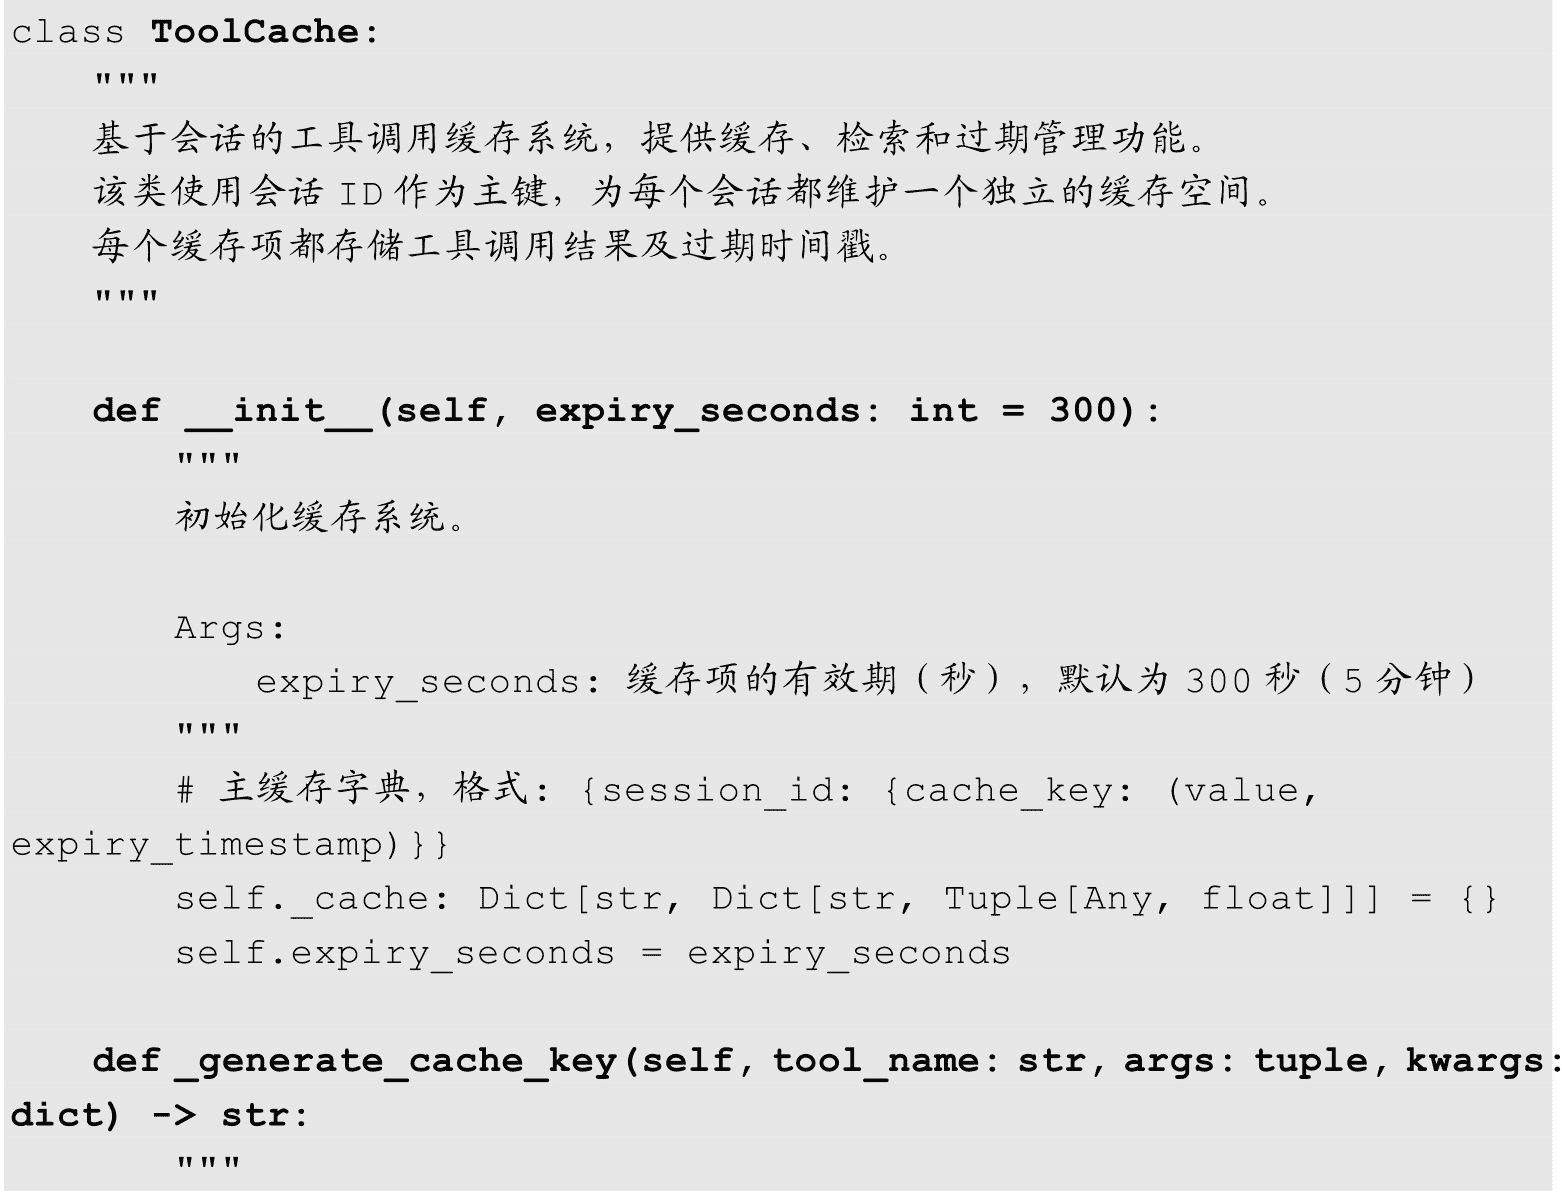 class ToolCache:
    """
    基于会话的工具调用缓存系统，提供缓存、检索和过期管理功能。
    该类使用会话 ID 作为主键，为每个会话都维护一个独立的缓存空间。
    每个缓存项都存储工具调用结果及过期时间戳。
    """

    def __init__(self, expiry_seconds: int = 300):
        """
        初始化缓存系统。

        Args:
            expiry_seconds: 缓存项的有效期（秒），默认为 300 秒（5 分钟）
        """
        # 主缓存字典，格式: {session_id: {cache_key: (value,
expiry_timestamp)}}
        self._cache: Dict[str, Dict[str, Tuple[Any, float]]] = {}
        self.expiry_seconds = expiry_seconds

    def _generate_cache_key(self, tool_name: str, args: tuple, kwargs:
dict) -> str:
        """